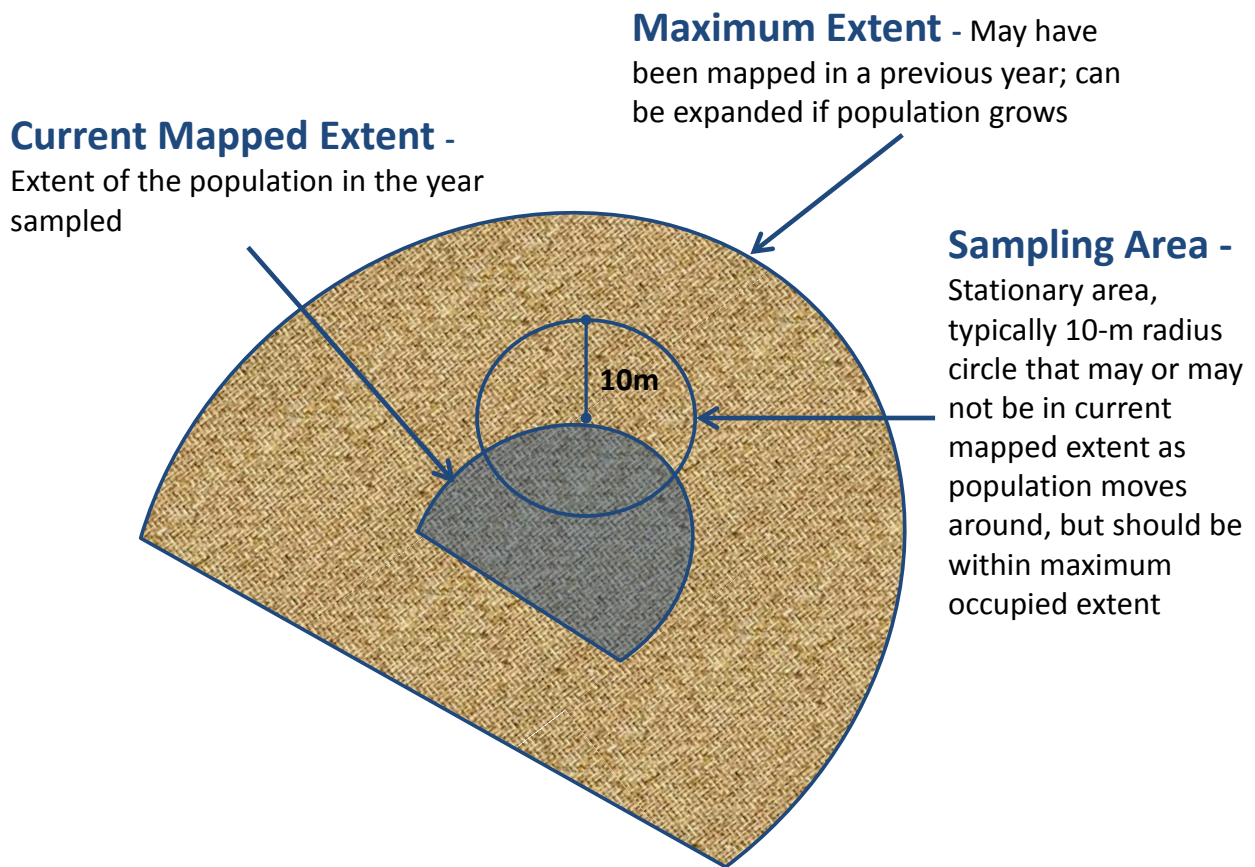 Maximum Extent - May have
been mapped in a previous year; can
be expanded if population grows
Current Mapped Extent -
Extent of the population in the year
sampled
Sampling Area -
Stationary area,
typically 10-m radius
circle that may or may
not be in current
mapped extent as
population moves
around, but should be
within maximum
occupied extent
10m